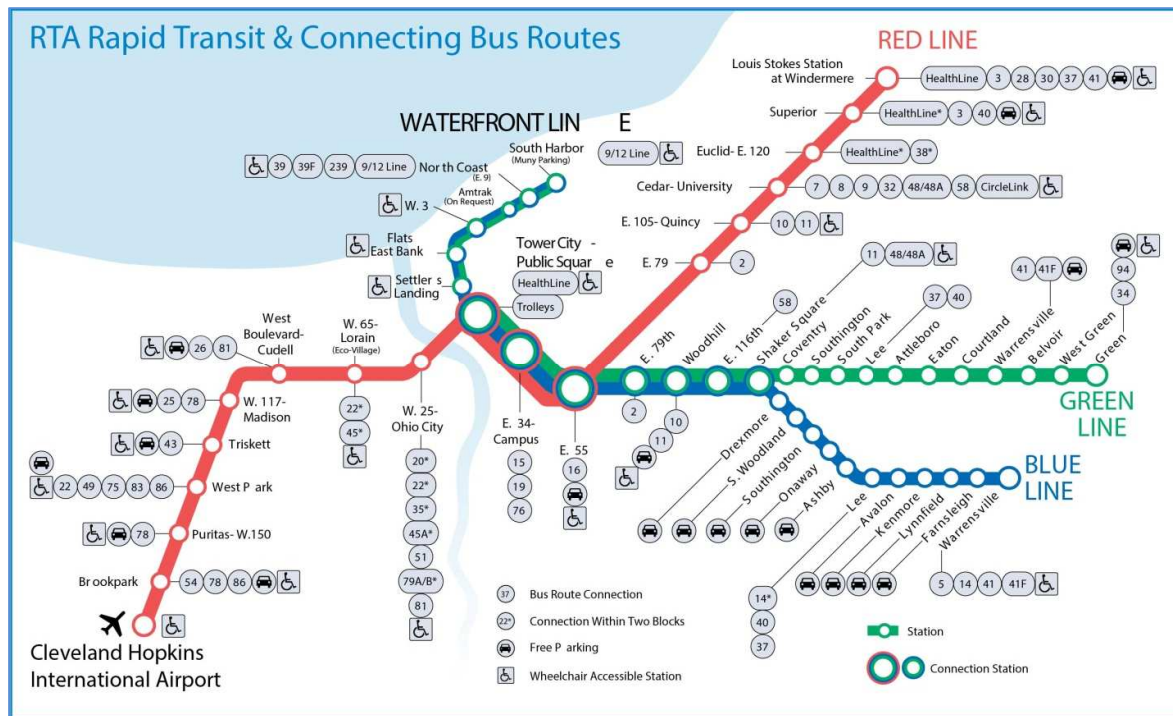 RTA Rapid Transit & Connecting Bus Routes
RED LINE
Louis Stokes Station
at Windermere
HealthLine 3 28 30 37 41
Superior
HealthLine* 3 40
Euclid- E. 120
HealthLine* 38*
Cedar- University
7 8 9 32 48/48A 58 CircleLink
E. 105- Quincy
10 11
E. 79
2
WATERFRONT LIN E
South Harbor
(Muny Parking)
9/12 Line
39 39F 239 9/12 Line
North Coast
(E. 9)
Amtrak
(On Request)
W. 3
Flats
East Bank
Settler s
Landing
Tower City -
Public Squar e
HealthLine
Trolleys
West
Boulevard-
Cudell
26 81
W. 65-
Lorain
(Eco-Village)
22*
45*
W. 25-
Ohio City
20*
22*
35*
45A*
51
79A/B*
81
E. 34-
Campus
15
19
76
E. 55
16
W. 117-
Madison
25 78
Triskett
43
West P ark
22 49 75 83 86
Puritas- W.150
78
Br ookpark
54 78 86
Cleveland Hopkins
International Airport
E. 79th
2
Woodhill
10
11
E. 116th
58
Shaker Square
11 48/48A
Coventry
Southington
South Park
Lee
37 40
Attleboro
Eaton
Courtland
Warrensville
41 41F
Belvoir
West Green
Green
94
34
GREEN
LINE
Drexmore
S. Woodland
Southington
Onaway
Ashby
Lee
14*
40
37
Avalon
Kenmore
Lynnfield
Farnsleigh
Warrensville
5 14 41 41F
BLUE
LINE
37 Bus Route Connection
22* Connection Within Two Blocks
Free P arking
Wheelchair Accessible Station
Station
Connection Station